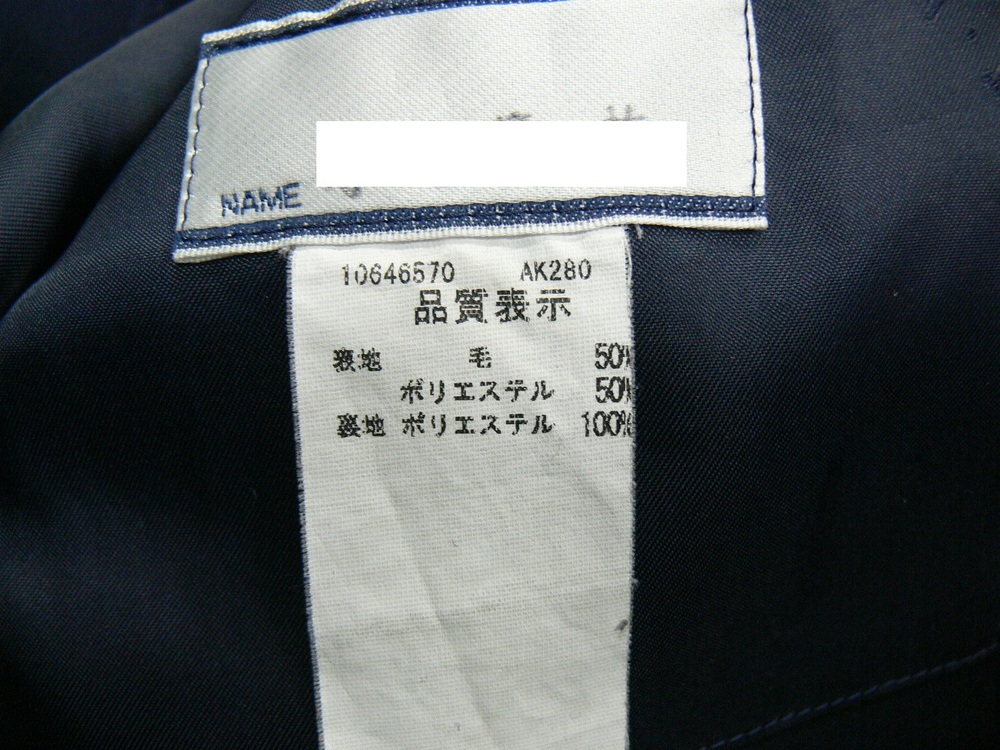 NAME
10646570 AK280
品質表示
表地 毛 50%
ポリエステル 50%
裏地 ポリエステル 100%